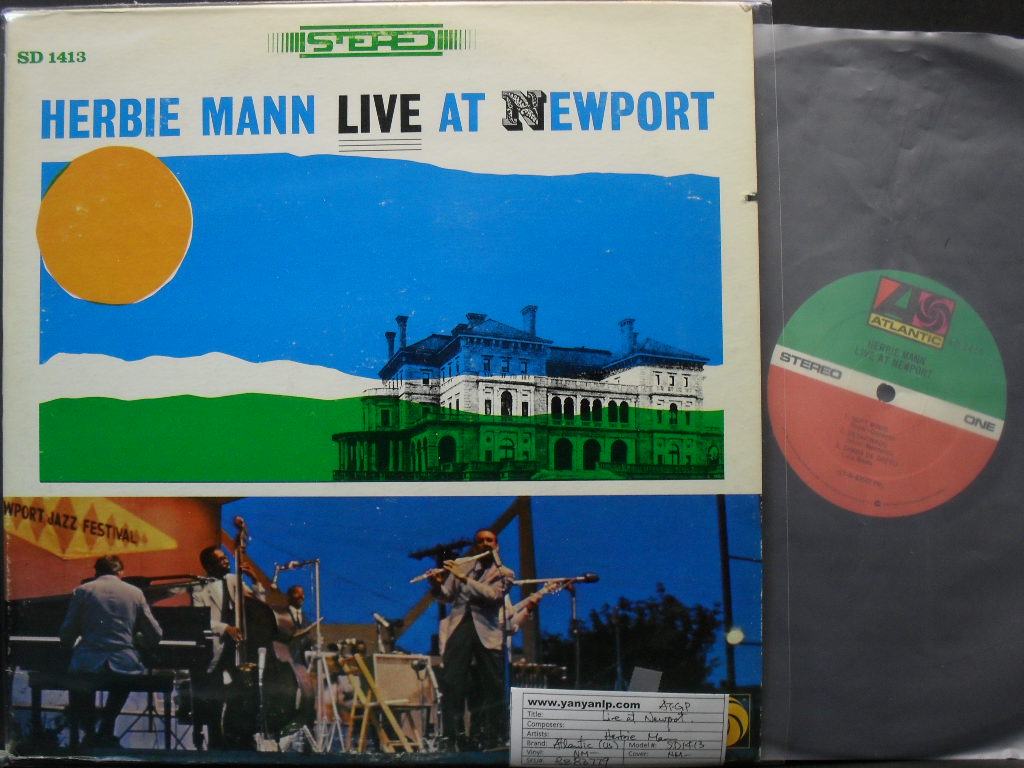 SD 1413
STEREO
HERBIE MANN LIVE AT NEWPORT
WPORT JAZZ FESTIVAL
ATLANTIC
HERBIE MANN
LIVE AT NEWPORT
STEREO
ONE
www.yanyanlp.com
Title: Live at Newport.
Composers:
Artists: Herbie Mann
Brand: Atlantic (US) Model #: SD1413
Vinyl: NM- Cover: NM-
SKU#